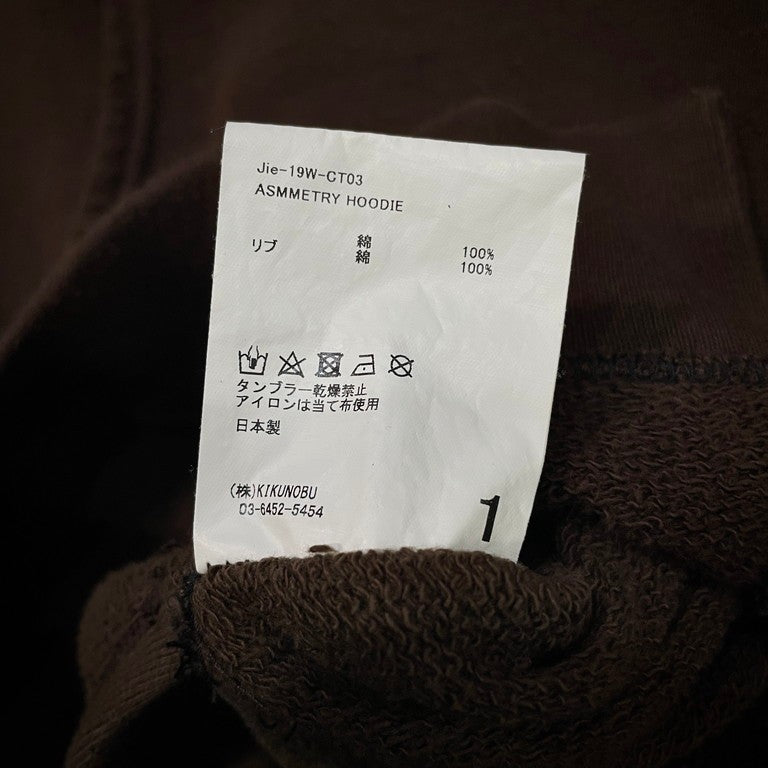 Jie-19W-CT03
ASMMETRY HOODIE
綿 100%
リブ 綿 100%
タンブラー乾燥禁止
アイロンは当て布使用
日本製
(株)KIKUNOBU
03-6452-5454
1